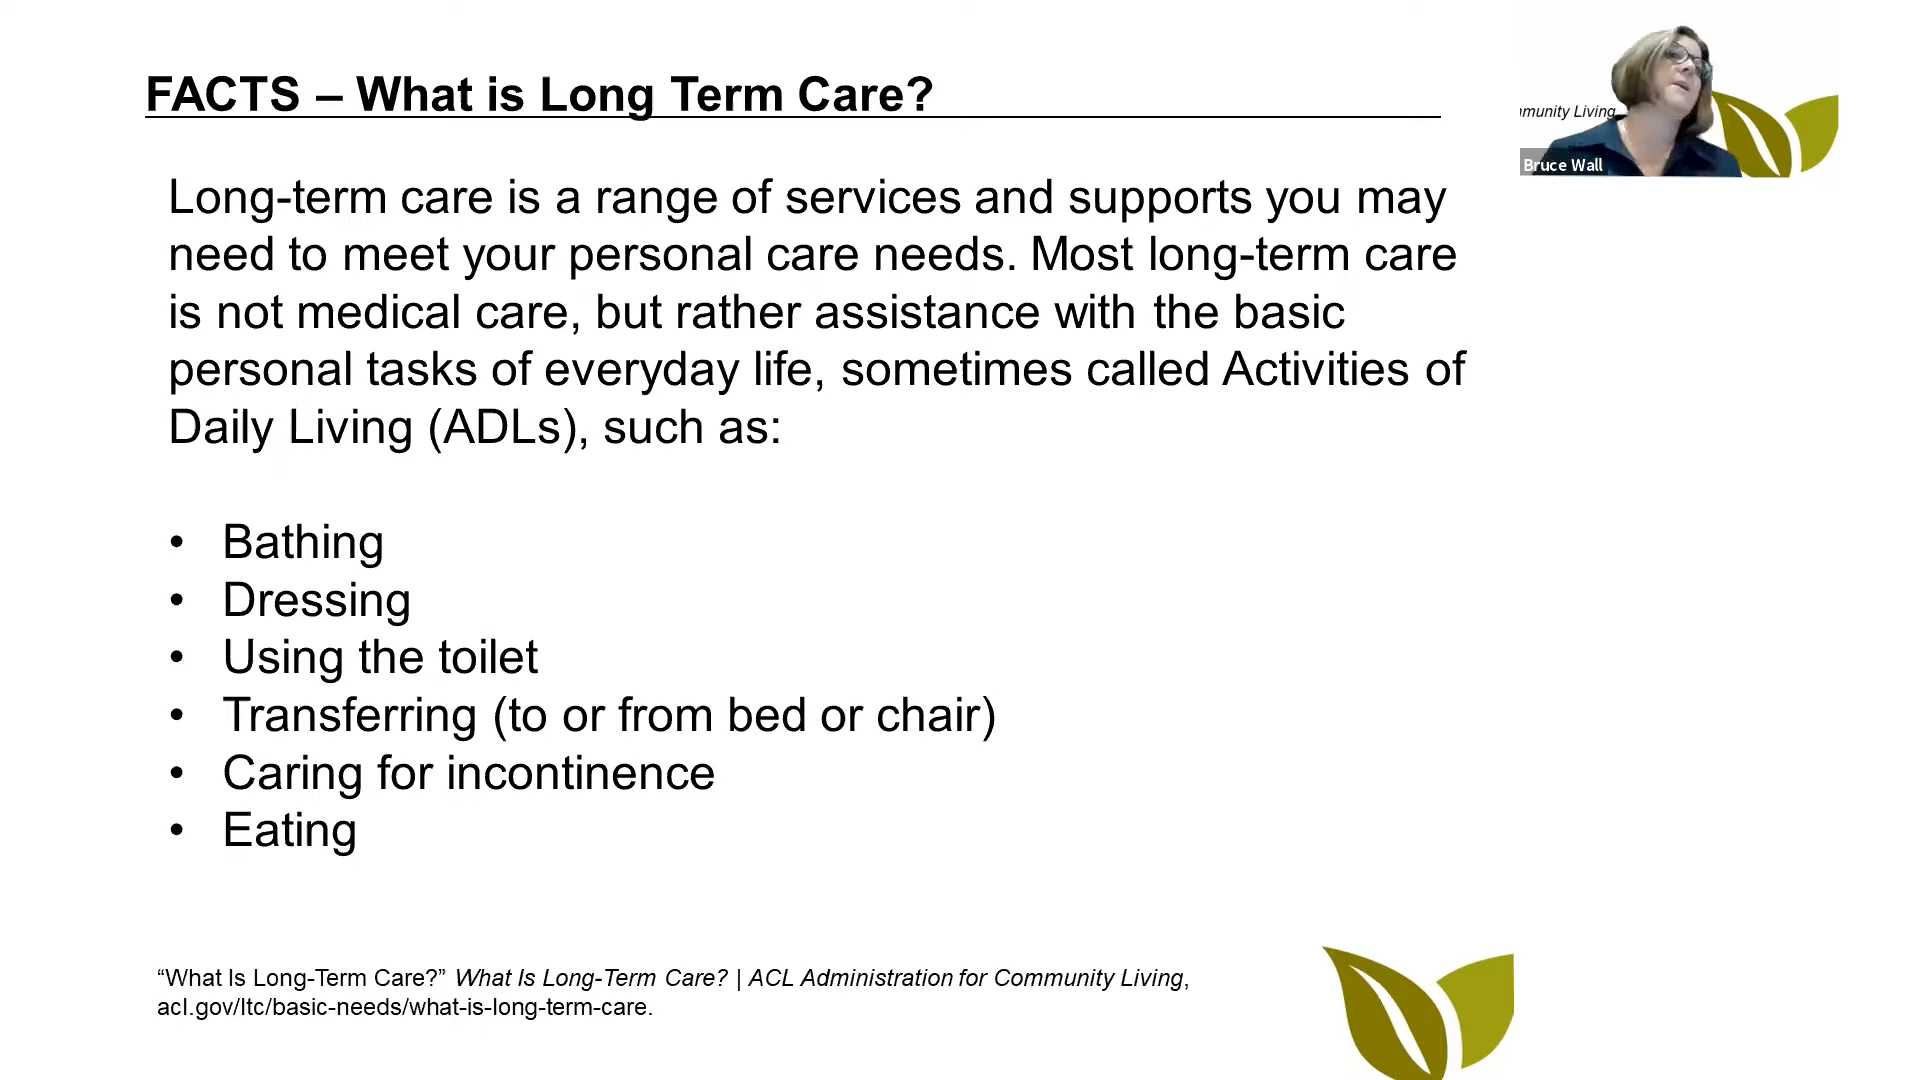 FACTS – What is Long Term Care?
mmunity Living
Bruce Wall
Long-term care is a range of services and supports you may
need to meet your personal care needs. Most long-term care
is not medical care, but rather assistance with the basic
personal tasks of everyday life, sometimes called Activities of
Daily Living (ADLs), such as:
• Bathing
• Dressing
• Using the toilet
• Transferring (to or from bed or chair)
• Caring for incontinence
• Eating
“What Is Long-Term Care?” What Is Long-Term Care? | ACL Administration for Community Living,
acl.gov/ltc/basic-needs/what-is-long-term-care.